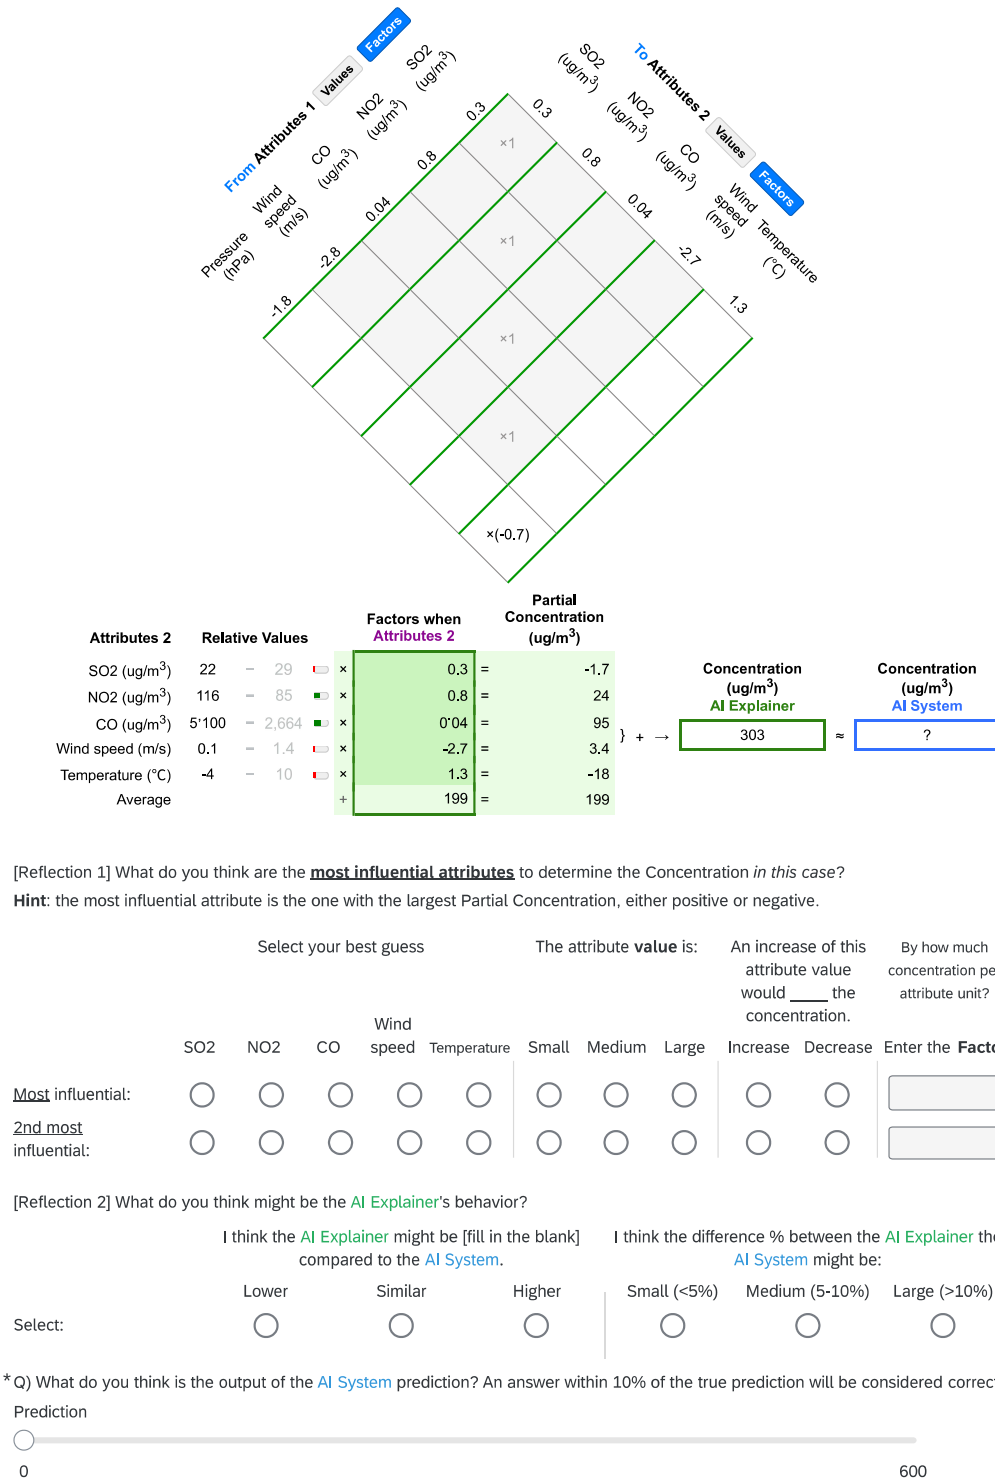 From Attributes 1 Values Factors
SO2 (ug/m3)
NO2 (ug/m3)
CO (ug/m3)
Wind speed (m/s)
Pressure (hPa)
To Attributes 2 Values Factors
SO2 (ug/m3)
NO2 (ug/m3)
CO (ug/m3)
Wind speed (m/s)
Temperature (°C)
0.3
0.8
0.04
-2.8
-1.8
0.3
0.8
0.04
-2.7
1.3
×1
×1
×1
×1
×(-0.7)
Attributes 2 Relative Values Factors when Attributes 2 Partial Concentration (ug/m3)
SO2 (ug/m3) 22 - 29 × 0.3 = -1.7
NO2 (ug/m3) 116 - 85 × 0.8 = 24
CO (ug/m3) 5'100 - 2,664 × 0'04 = 95
Wind speed (m/s) 0.1 - 1.4 × -2.7 = 3.4
Temperature (°C) -4 - 10 × 1.3 = -18
Average + 199 = 199
} + →
Concentration (ug/m3)
AI Explainer
303
≈
Concentration (ug/m3)
AI System
?
[Reflection 1] What do you think are the most influential attributes to determine the Concentration in this case?
Hint: the most influential attribute is the one with the largest Partial Concentration, either positive or negative.
Select your best guess
The attribute value is:
An increase of this
attribute value
would ____ the
concentration.
By how much
concentration pe
attribute unit?
SO2 NO2 CO Wind speed Temperature Small Medium Large Increase Decrease Enter the Facto
Most influential:
2nd most
influential:
[Reflection 2] What do you think might be the AI Explainer's behavior?
I think the AI Explainer might be [fill in the blank]
compared to the AI System.
I think the difference % between the AI Explainer the
AI System might be:
Lower Similar Higher Small (<5%) Medium (5-10%) Large (>10%)
Select:
*Q) What do you think is the output of the AI System prediction? An answer within 10% of the true prediction will be considered correc
Prediction
0 600